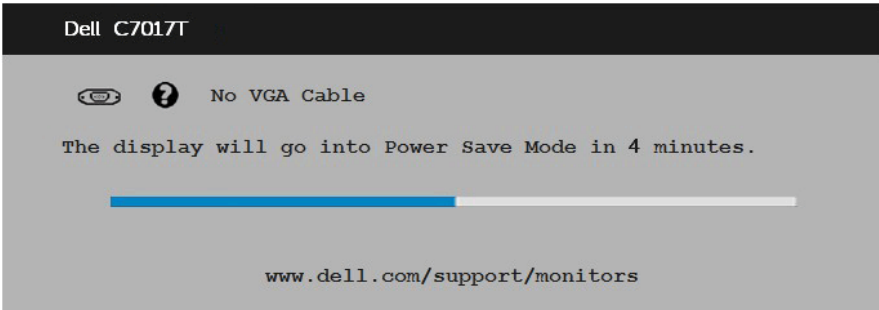 Dell C7017T
? No VGA Cable
The display will go into Power Save Mode in 4 minutes.
www.dell.com/support/monitors